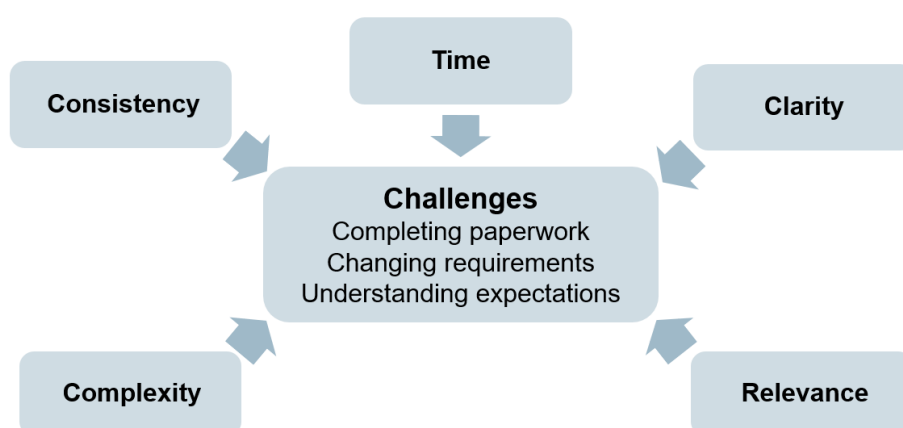 Time
Consistency
Clarity
Challenges
Completing paperwork
Changing requirements
Understanding expectations
Complexity
Relevance